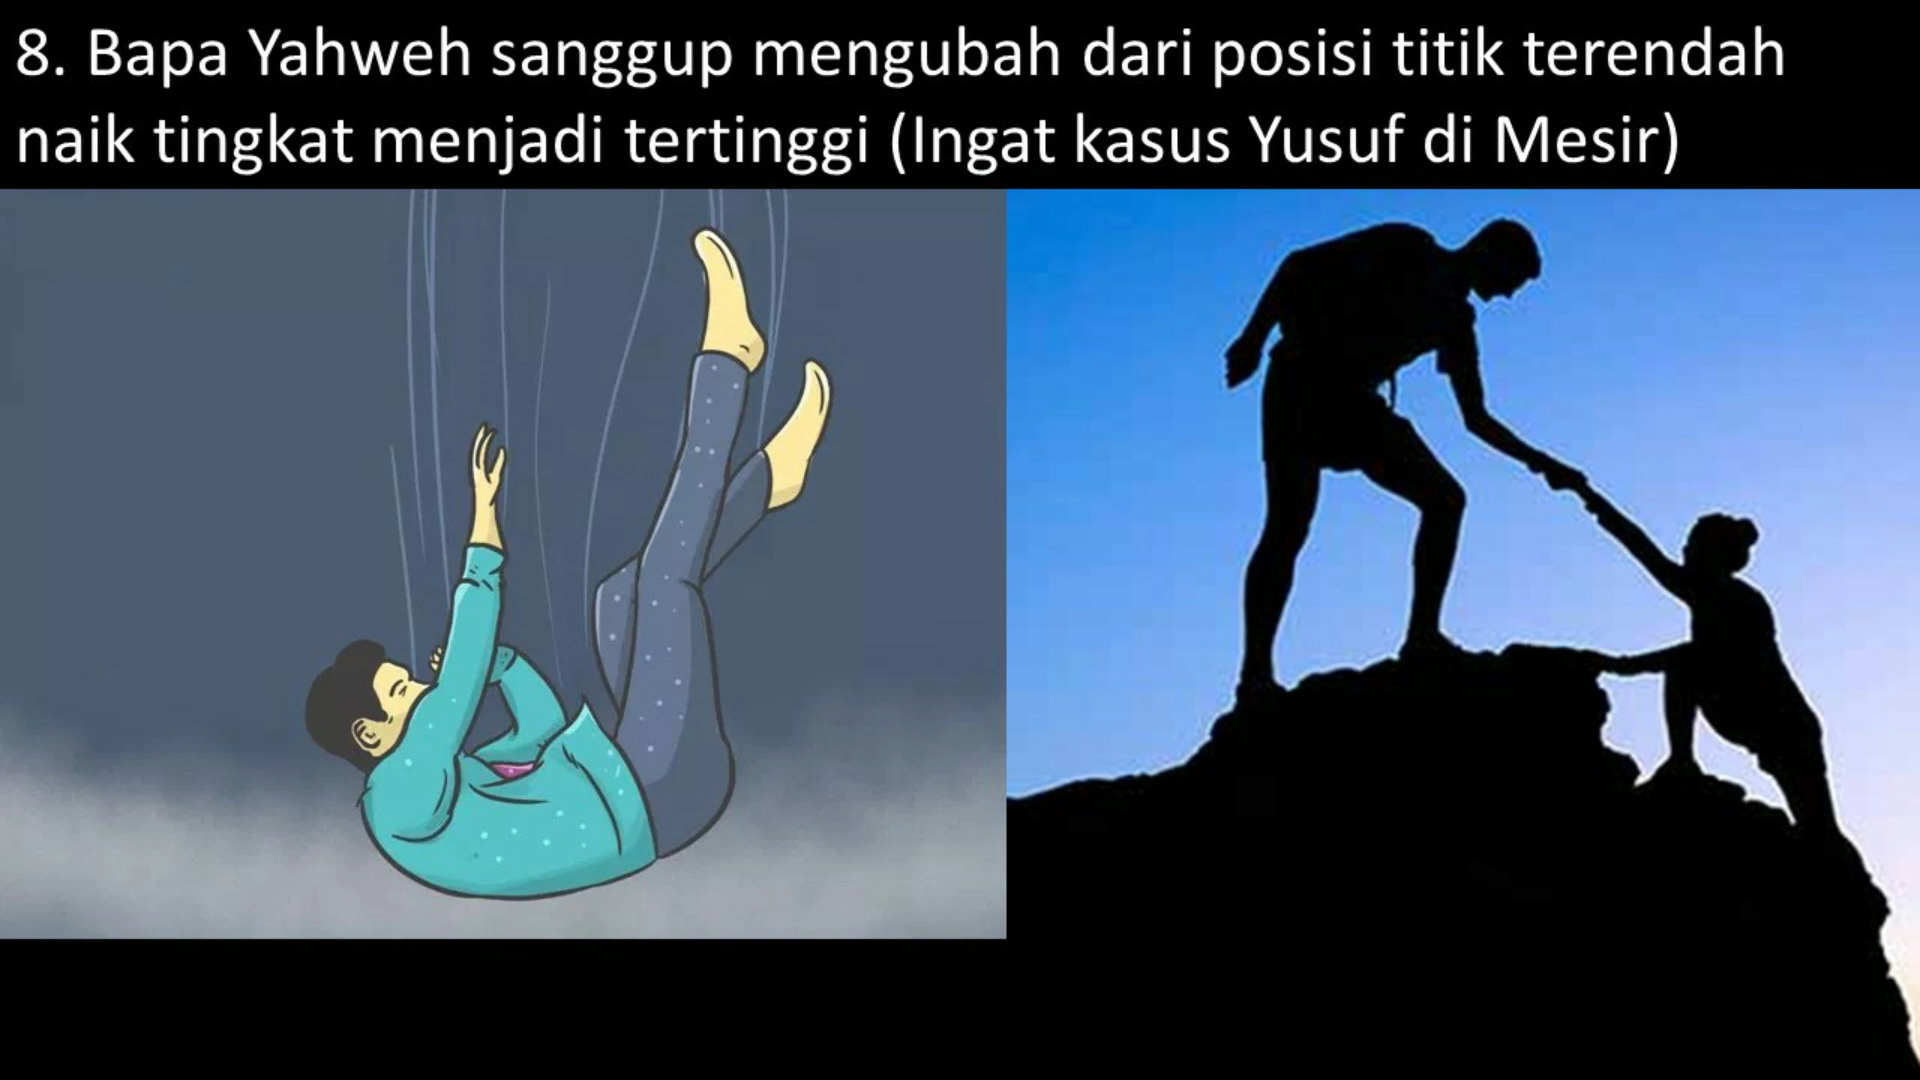 8. Bapa Yahweh sanggup mengubah dari posisi titik terendah
naik tingkat menjadi tertinggi (Ingat kasus Yusuf di Mesir)